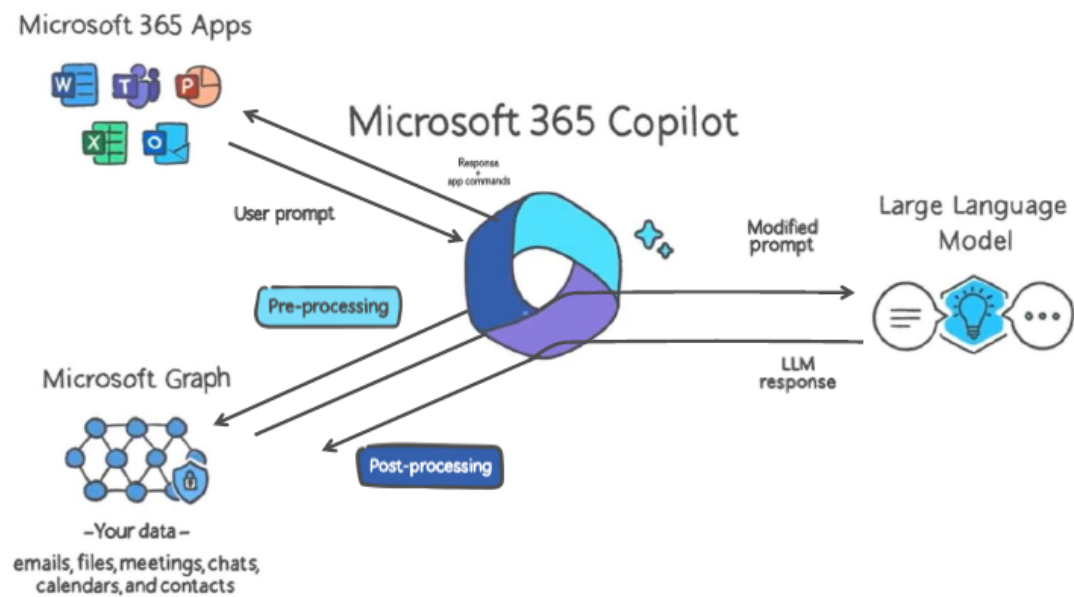 Microsoft 365 Apps
W
T
P
X
O
Microsoft 365 Copilot
Response
+
app commands
User prompt
Modified
prompt
Large Language
Model
Pre-processing
LLM
response
Microsoft Graph
Post-processing
–Your data–
emails, files, meetings, chats,
calendars, and contacts